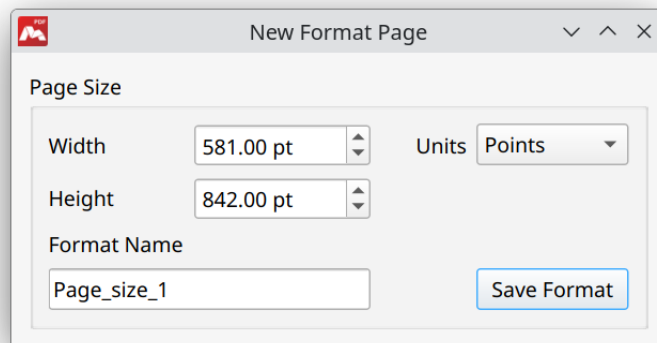 PDF
New Format Page
Page Size
Width 581.00 pt Units Points
Height 842.00 pt
Format Name
Page_size_1 Save Format